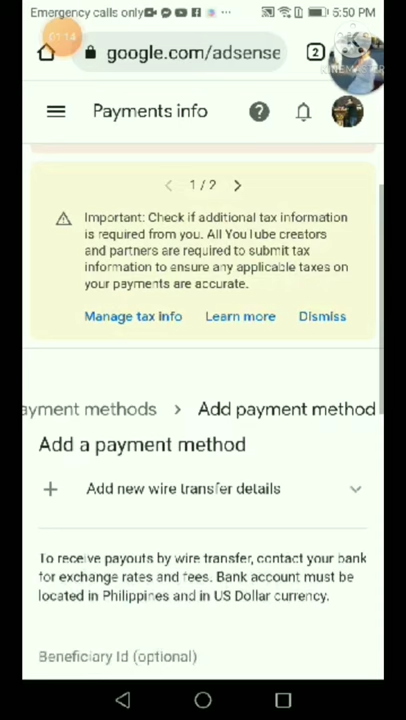 Emergency calls only
5:50 PM
01:14
google.com/adsense
2
KINEMASTER
Payments info
1/2
Important: Check if additional tax information
is required from you. All YouTube creators
and partners are required to submit tax
information to ensure any applicable taxes on
your payments are accurate.
Manage tax info Learn more Dismiss
ayment methods > Add payment method
Add a payment method
+ Add new wire transfer details
To receive payouts by wire transfer, contact your bank
for exchange rates and fees. Bank account must be
located in Philippines and in US Dollar currency.
Beneficiary Id (optional)